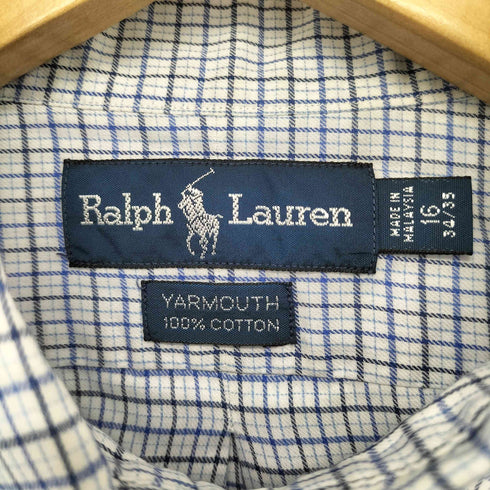 Ralph Lauren
MADE IN
MALAYSIA
16
34/35
YARMOUTH
100% COTTON